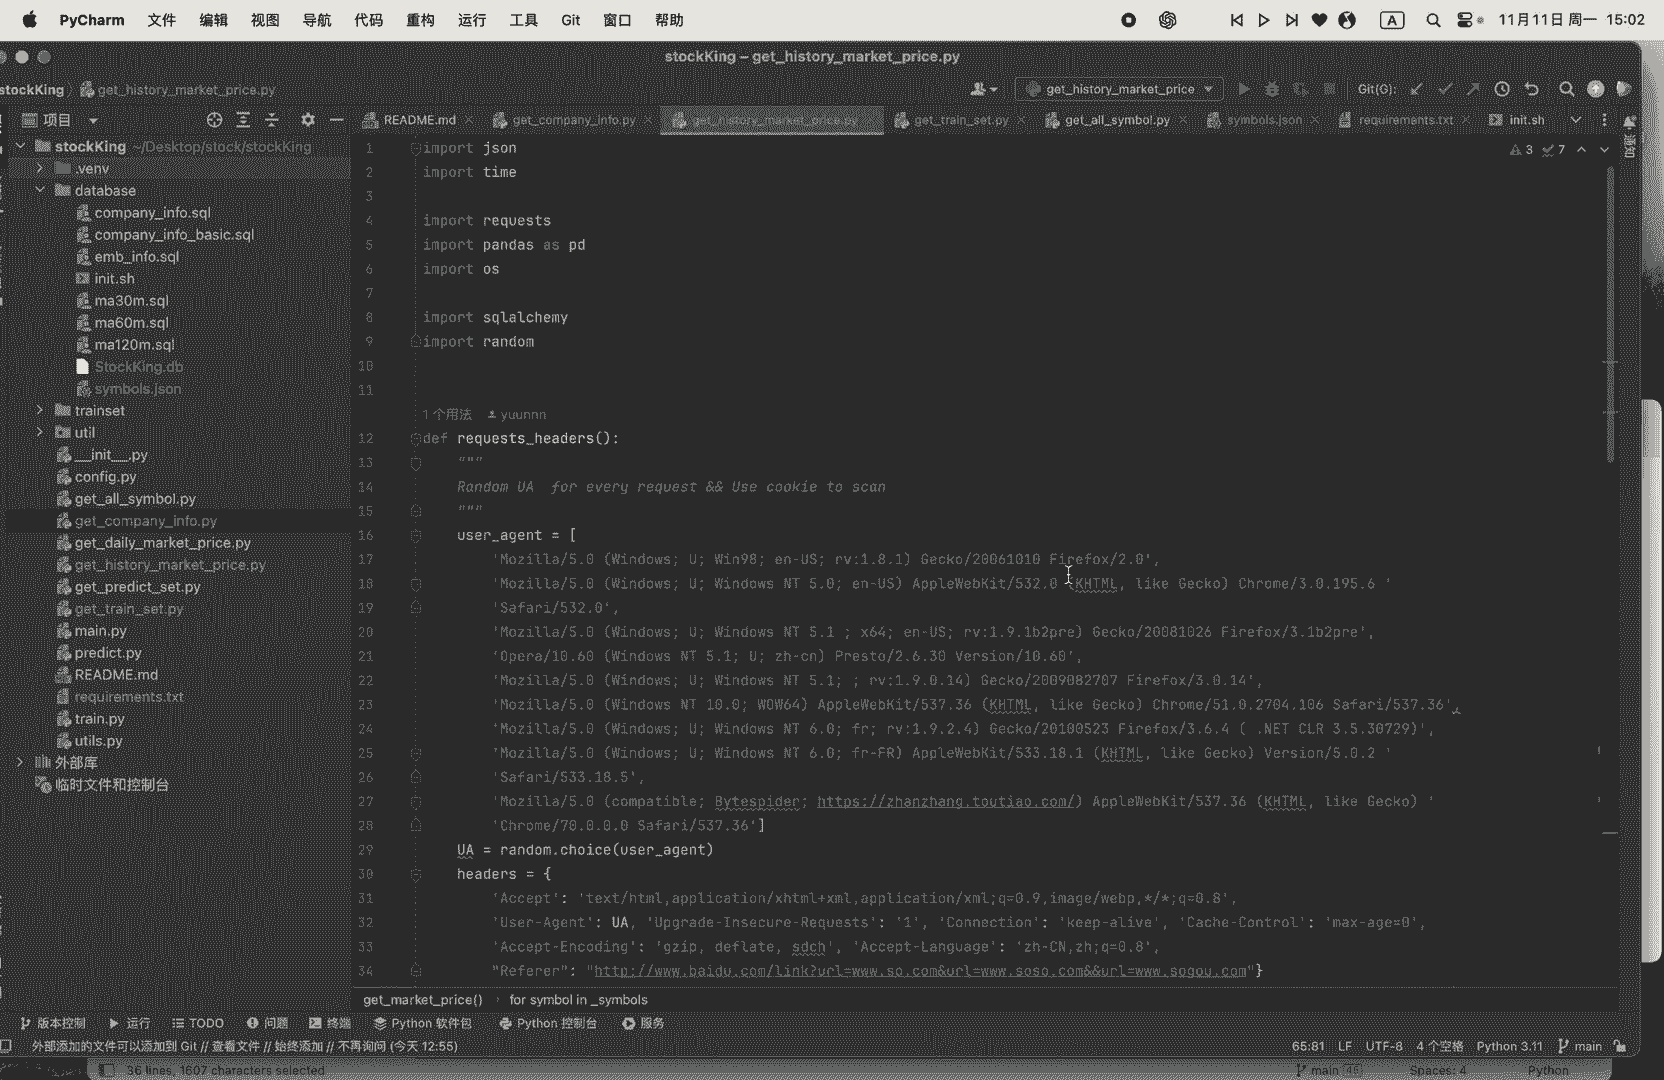 PyCharm 文件 编辑 视图 导航 代码 重构 运行 工具 Git 窗口 帮助 A 11月11日 周一 15:02
stockKing – get_history_market_price.py
stockKing get_history_market_price.py get_history_market_price Git(G):
项目 README.md get_company_info.py get_history_market_price.py get_train_set.py get_all_symbol.py symbols.json requirements.txt init.sh
通知
3 7
stockKing ~/Desktop/stock/stockKing
.venv
database
company_info.sql
company_info_basic.sql
emb_info.sql
init.sh
ma30m.sql
ma60m.sql
ma120m.sql
StockKing.db
symbols.json
trainset
util
__init__.py
config.py
get_all_symbol.py
get_company_info.py
get_daily_market_price.py
get_history_market_price.py
get_predict_set.py
get_train_set.py
main.py
predict.py
README.md
requirements.txt
train.py
utils.py
外部库
临时文件和控制台
1 import json
2 import time
3
4 import requests
5 import pandas as pd
6 import os
7
8 import sqlalchemy
9 import random
10
11
1 个用法 yuunnn
12 def requests_headers():
13 """
14 Random UA for every request && Use cookie to scan
15 """
16 user_agent = [
17 'Mozilla/5.0 (Windows; U; Win98; en-US; rv:1.8.1) Gecko/20061010 Firefox/2.0',
18 'Mozilla/5.0 (Windows; U; Windows NT 5.0; en-US) AppleWebKit/532.0 (KHTML, like Gecko) Chrome/3.0.195.6 '
19 'Safari/532.0',
20 'Mozilla/5.0 (Windows; U; Windows NT 5.1 ; x64; en-US; rv:1.9.1b2pre) Gecko/20081026 Firefox/3.1b2pre',
21 'Opera/10.60 (Windows NT 5.1; U; zh-cn) Presto/2.6.30 Version/10.60',
22 'Mozilla/5.0 (Windows; U; Windows NT 5.1; ; rv:1.9.0.14) Gecko/2009082707 Firefox/3.0.14',
23 'Mozilla/5.0 (Windows NT 10.0; WOW64) AppleWebKit/537.36 (KHTML, like Gecko) Chrome/51.0.2704.106 Safari/537.36',
24 'Mozilla/5.0 (Windows; U; Windows NT 6.0; fr; rv:1.9.2.4) Gecko/20100523 Firefox/3.6.4 ( .NET CLR 3.5.30729)',
25 'Mozilla/5.0 (Windows; U; Windows NT 6.0; fr-FR) AppleWebKit/533.18.1 (KHTML, like Gecko) Version/5.0.2 '
26 'Safari/533.18.5',
27 'Mozilla/5.0 (compatible; Bytespider; https://zhanzhang.toutiao.com/) AppleWebKit/537.36 (KHTML, like Gecko) '
28 'Chrome/70.0.0.0 Safari/537.36']
29 UA = random.choice(user_agent)
30 headers = {
31 'Accept': 'text/html,application/xhtml+xml,application/xml;q=0.9,image/webp,*/*;q=0.8',
32 'User-Agent': UA, 'Upgrade-Insecure-Requests': '1', 'Connection': 'keep-alive', 'Cache-Control': 'max-age=0',
33 'Accept-Encoding': 'gzip, deflate, sdch', 'Accept-Language': 'zh-CN,zh;q=0.8',
34 "Referer": "http://www.baidu.com/link?url=www.so.com&url=www.soso.com&&url=www.sogou.com"}
get_market_price() › for symbol in _symbols
版本控制 运行 TODO 问题 终端 Python 软件包 Python 控制台 服务
外部添加的文件可以添加到 Git // 查看文件 // 始终添加 // 不再询问 (今天 12:55) 65:81 LF UTF-8 4 个空格 Python 3.11 main
36 lines, 1607 characters selected main Spaces: 4 Python